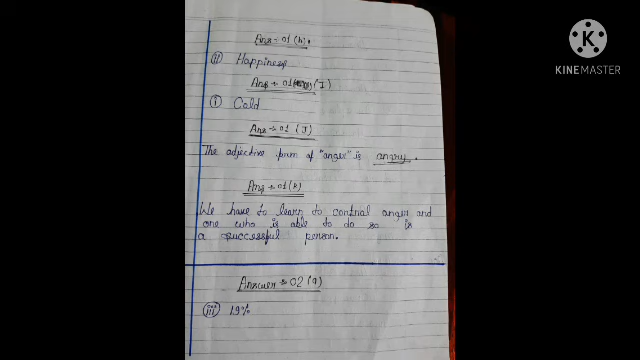 Ans → 01 (h).
(ii) Happiness
Ans → 01 (I)
(i) Cold
Ans → 01 (J)
The adjective form of "anger" is angry.
Ans → 01 (k)
We have to learn to control anger and
one who is able to do so is
a successful person.
Answer → 02 (a)
(iii) 19%
K
KINEMASTER